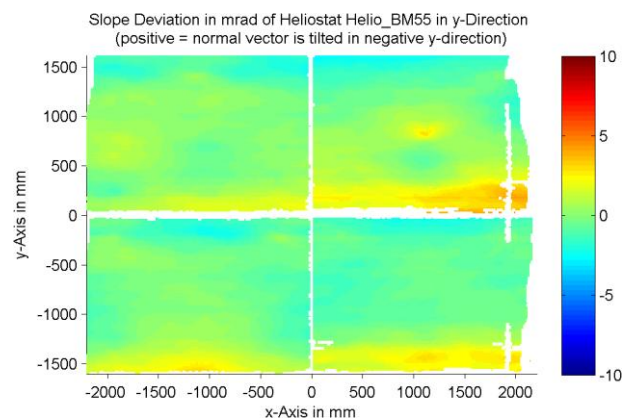 Slope Deviation in mrad of Heliostat Helio_BM55 in y-Direction
(positive = normal vector is tilted in negative y-direction)
1500
1000
500
0
-500
-1000
-1500
y-Axis in mm
-2000 -1500 -1000 -500 0 500 1000 1500 2000
x-Axis in mm
10
5
0
-5
-10